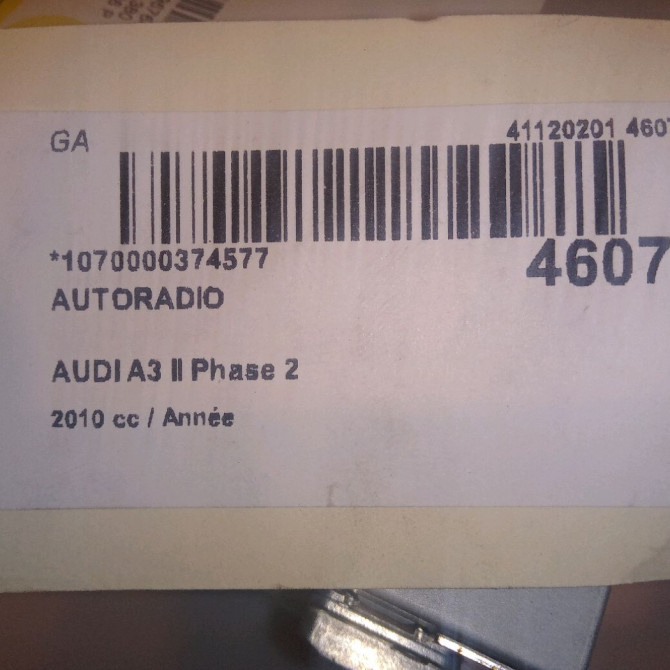 GA
41120201 4607
*1070000374577
4607
AUTORADIO
AUDI A3 II Phase 2
2010 cc / Année